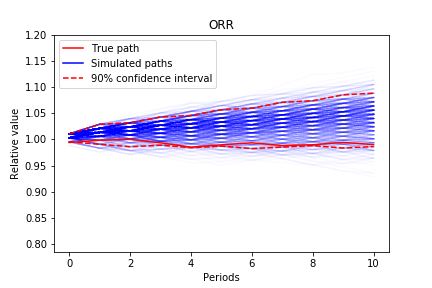 ORR
1.20
1.15
1.10
1.05
1.00
0.95
0.90
0.85
0.80
Relative value
True path
Simulated paths
90% confidence interval
0 2 4 6 8 10
Periods